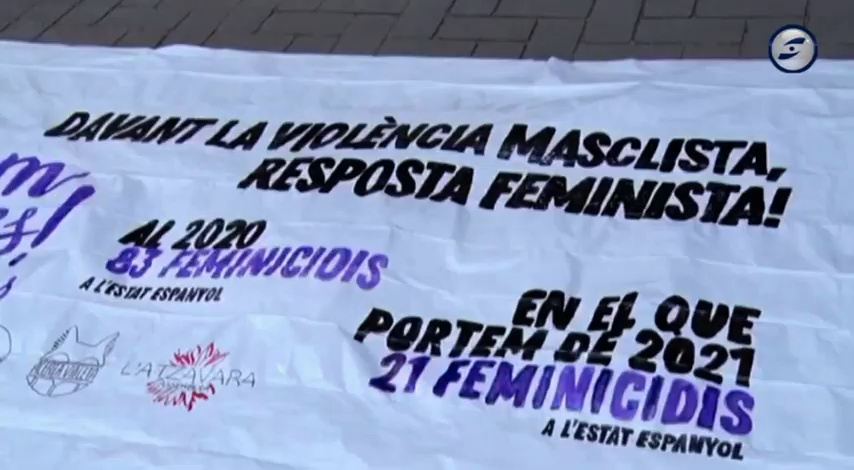 DAVANT LA VIOLÈNCIA MASCLISTA,
RESPOSTA FEMINISTA!
AL 2020
83 FEMINICIDIS
A L'ESTAT ESPANYOL
EN EL QUE
PORTEM DE 2021
21 FEMINICIDIS
A L'ESTAT ESPANYOL
L'ATZAVARA